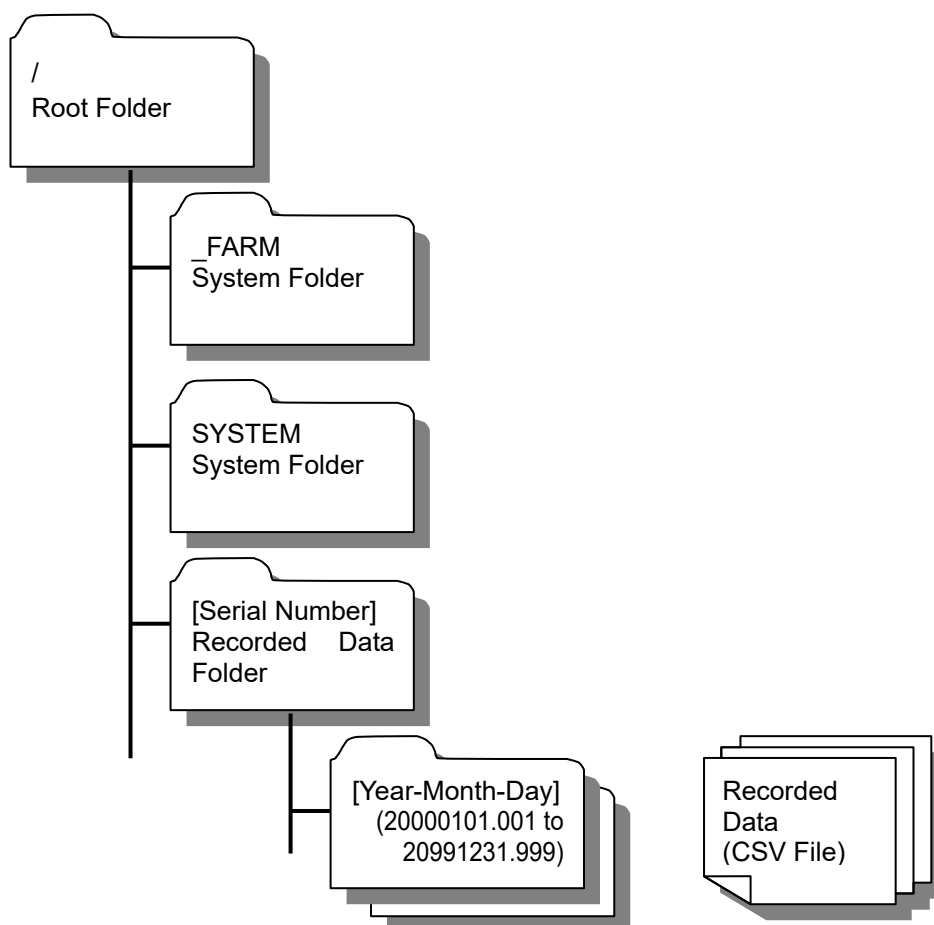 /
Root Folder
_FARM
System Folder
SYSTEM
System Folder
[Serial Number]
Recorded Data
Folder
[Year-Month-Day]
(20000101.001 to
20991231.999)
Recorded
Data
(CSV File)